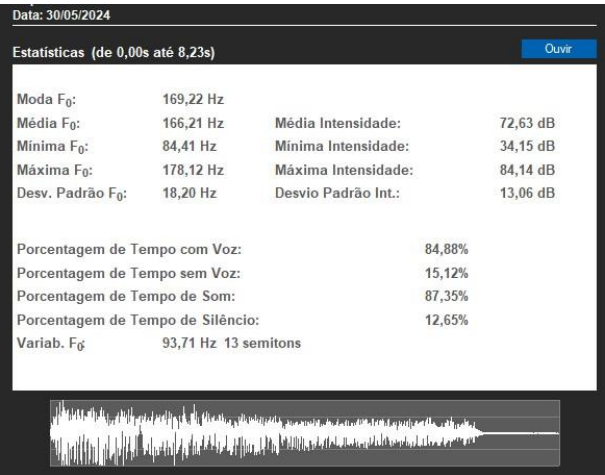 Data: 30/05/2024
Estatísticas (de 0,00s até 8,23s)
Ouvir
Moda F₀: 169,22 Hz
Média F₀: 166,21 Hz Média Intensidade: 72,63 dB
Mínima F₀: 84,41 Hz Mínima Intensidade: 34,15 dB
Máxima F₀: 178,12 Hz Máxima Intensidade: 84,14 dB
Desv. Padrão F₀: 18,20 Hz Desvio Padrão Int.: 13,06 dB
Porcentagem de Tempo com Voz: 84,88%
Porcentagem de Tempo sem Voz: 15,12%
Porcentagem de Tempo de Som: 87,35%
Porcentagem de Tempo de Silêncio: 12,65%
Variab. F₀: 93,71 Hz 13 semitons